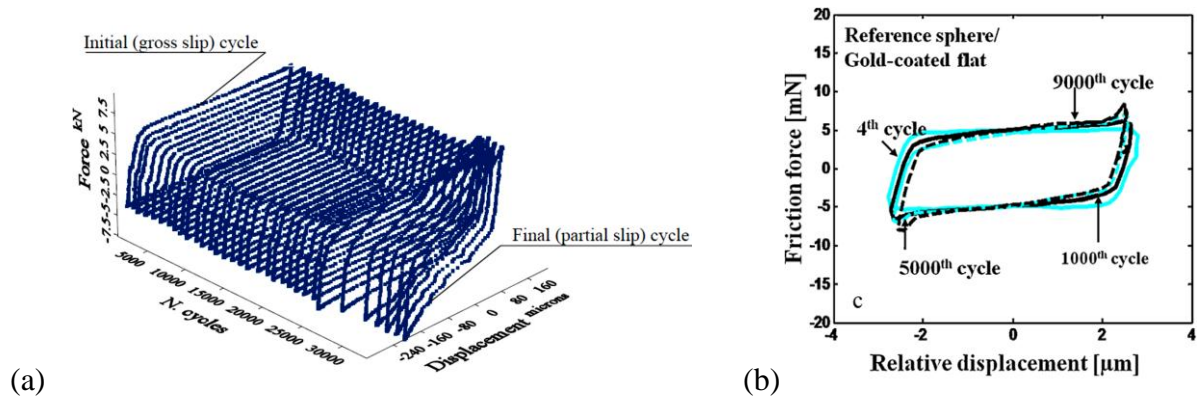 Initial (gross slip) cycle
Force kN
7.5
5
2.5
0
-2.5
-5
-7.5
5000
10000
15000
20000
25000
30000
N. cycles
Final (partial slip) cycle
-240 -160 -80 0 80 160
Displacement microns
(a)
20
15
10
5
0
-5
-10
-15
-20
Friction force [mN]
Reference sphere/
Gold-coated flat
9000th cycle
4th cycle
5000th cycle
1000th cycle
c
-4 -2 0 2 4
Relative displacement [μm]
(b)